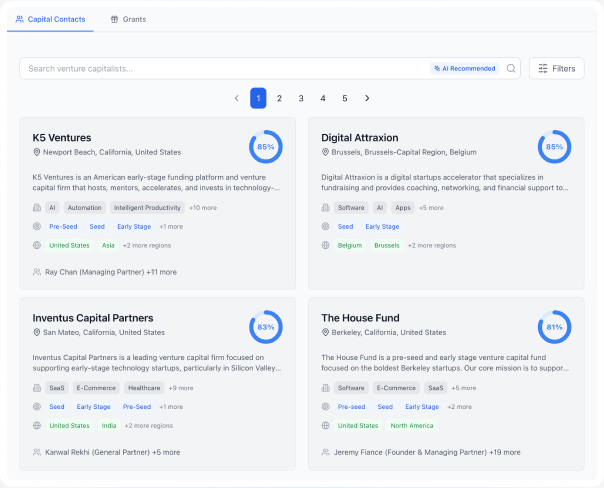 Capital Contacts
Grants
Search venture capitalists...
AI Recommended
Filters
1 2 3 4 5
K5 Ventures
Newport Beach, California, United States
85%
K5 Ventures is an American early-stage funding platform and venture
capital firm that hosts, mentors, accelerates, and invests in technology-...
AI Automation Intelligent Productivity +10 more
Pre-Seed Seed Early Stage +1 more
United States Asia +2 more regions
Ray Chan (Managing Partner) +11 more
Digital Attraxion
Brussels, Brussels-Capital Region, Belgium
85%
Digital Attraxion is a digital startups accelerator that specializes in
fundraising and provides coaching, networking, and financial support to...
Software AI Apps +5 more
Seed Early Stage
Belgium Brussels +2 more regions
Inventus Capital Partners
San Mateo, California, United States
83%
Inventus Capital Partners is a leading venture capital firm focused on
supporting early-stage technology startups, particularly in Silicon Valley...
SaaS E-Commerce Healthcare +9 more
Seed Early Stage Pre-Seed +1 more
United States India +2 more regions
Kanwal Rekhi (General Partner) +5 more
The House Fund
Berkeley, California, United States
81%
The House Fund is a pre-seed and early stage venture capital fund
focused on the boldest Berkeley startups. Our core mission is to suppor...
Software E-Commerce SaaS +5 more
Pre-seed Seed Early Stage +2 more
United States North America
Jeremy Fiance (Founder & Managing Partner) +19 more